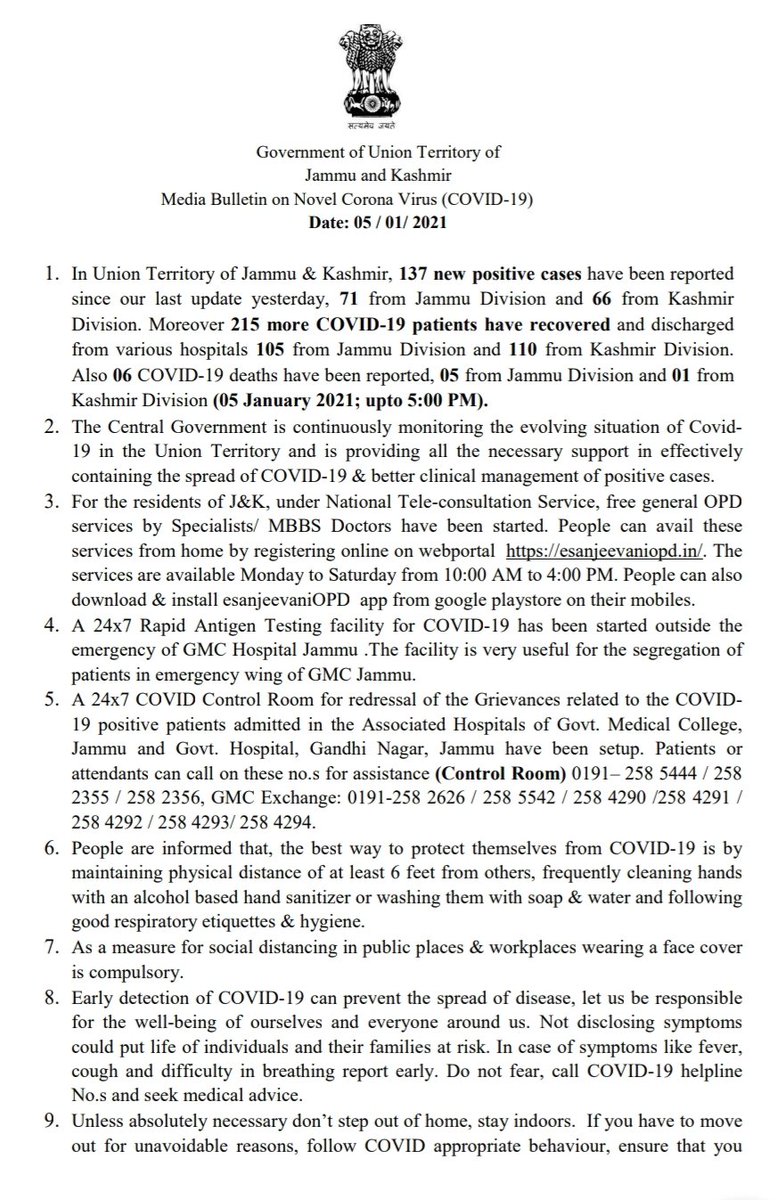 सत्यमेव जयते
Government of Union Territory of
Jammu and Kashmir
Media Bulletin on Novel Corona Virus (COVID-19)
Date: 05 / 01/ 2021
1. In Union Territory of Jammu & Kashmir, 137 new positive cases have been reported
since our last update yesterday, 71 from Jammu Division and 66 from Kashmir
Division. Moreover 215 more COVID-19 patients have recovered and discharged
from various hospitals 105 from Jammu Division and 110 from Kashmir Division.
Also 06 COVID-19 deaths have been reported, 05 from Jammu Division and 01 from
Kashmir Division (05 January 2021; upto 5:00 PM).
2. The Central Government is continuously monitoring the evolving situation of Covid-
19 in the Union Territory and is providing all the necessary support in effectively
containing the spread of COVID-19 & better clinical management of positive cases.
3. For the residents of J&K, under National Tele-consultation Service, free general OPD
services by Specialists/ MBBS Doctors have been started. People can avail these
services from home by registering online on webportal https://esanjeevaniopd.in/. The
services are available Monday to Saturday from 10:00 AM to 4:00 PM. People can also
download & install esanjeevaniOPD app from google playstore on their mobiles.
4. A 24x7 Rapid Antigen Testing facility for COVID-19 has been started outside the
emergency of GMC Hospital Jammu .The facility is very useful for the segregation of
patients in emergency wing of GMC Jammu.
5. A 24x7 COVID Control Room for redressal of the Grievances related to the COVID-
19 positive patients admitted in the Associated Hospitals of Govt. Medical College,
Jammu and Govt. Hospital, Gandhi Nagar, Jammu have been setup. Patients or
attendants can call on these no.s for assistance (Control Room) 0191– 258 5444 / 258
2355 / 258 2356, GMC Exchange: 0191-258 2626 / 258 5542 / 258 4290 /258 4291 /
258 4292 / 258 4293/ 258 4294.
6. People are informed that, the best way to protect themselves from COVID-19 is by
maintaining physical distance of at least 6 feet from others, frequently cleaning hands
with an alcohol based hand sanitizer or washing them with soap & water and following
good respiratory etiquettes & hygiene.
7. As a measure for social distancing in public places & workplaces wearing a face cover
is compulsory.
8. Early detection of COVID-19 can prevent the spread of disease, let us be responsible
for the well-being of ourselves and everyone around us. Not disclosing symptoms
could put life of individuals and their families at risk. In case of symptoms like fever,
cough and difficulty in breathing report early. Do not fear, call COVID-19 helpline
No.s and seek medical advice.
9. Unless absolutely necessary don’t step out of home, stay indoors. If you have to move
out for unavoidable reasons, follow COVID appropriate behaviour, ensure that you